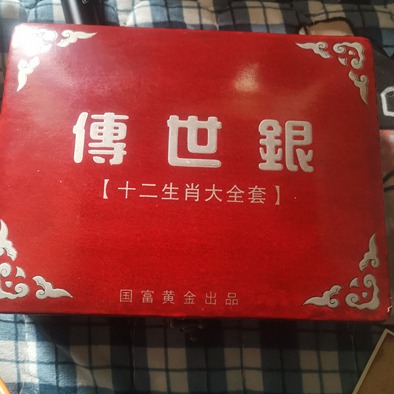 傳世銀
【十二生肖大全套】
国富黄金出品